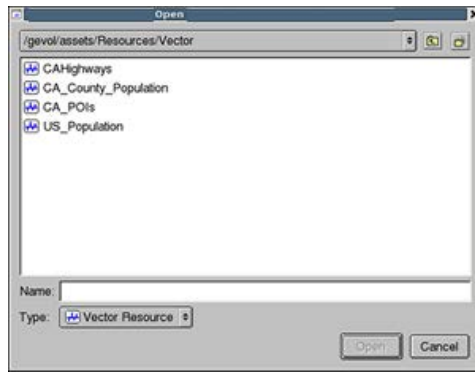 Open
/gevol/assets/Resources/Vector
CAHighways
CA_County_Population
CA_POIs
US_Population
Name:
Type: Vector Resource
Open Cancel